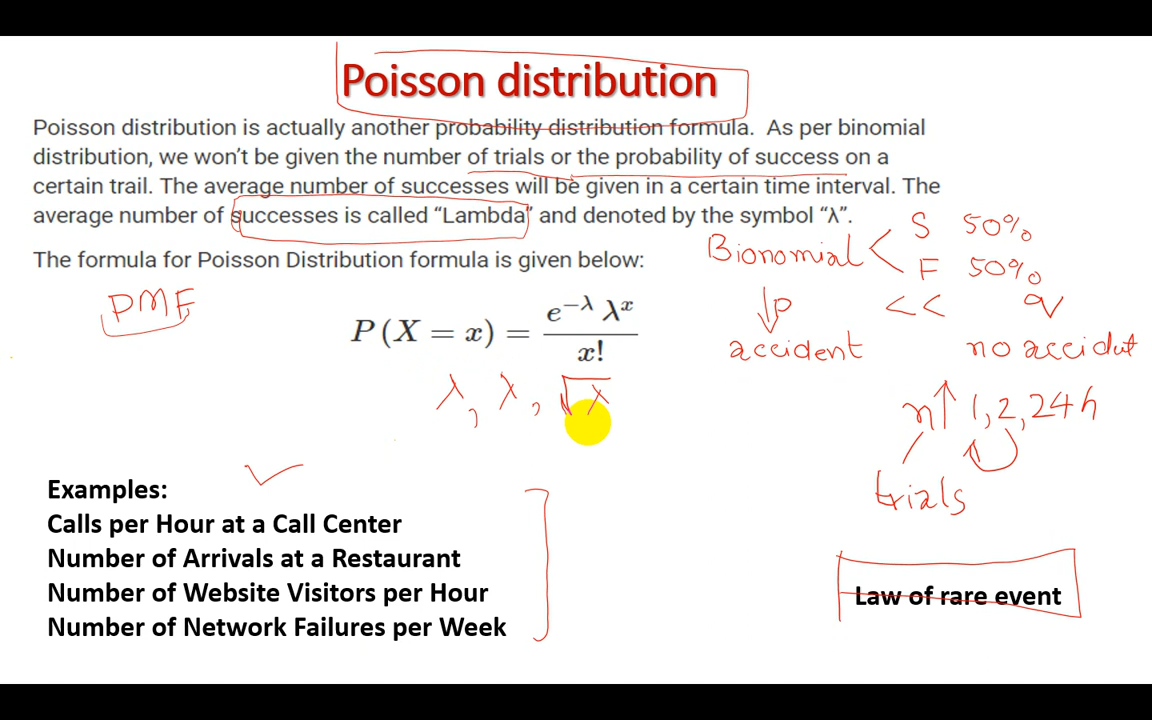 Poisson distribution
Poisson distribution is actually another probability distribution formula. As per binomial
distribution, we won't be given the number of trials or the probability of success on a
certain trail. The average number of successes will be given in a certain time interval. The
average number of successes is called “Lambda” and denoted by the symbol “λ”.
The formula for Poisson Distribution formula is given below:
Bionomial < S 50%
F 50%
PMF
P(X = x) = e^{-λ} λ^x / x!
p << q
accident no accidut
λ, λ, √λ
n↑ 1, 2, 24h
trials
Examples:
Calls per Hour at a Call Center
Number of Arrivals at a Restaurant
Number of Website Visitors per Hour
Number of Network Failures per Week
Law of rare event